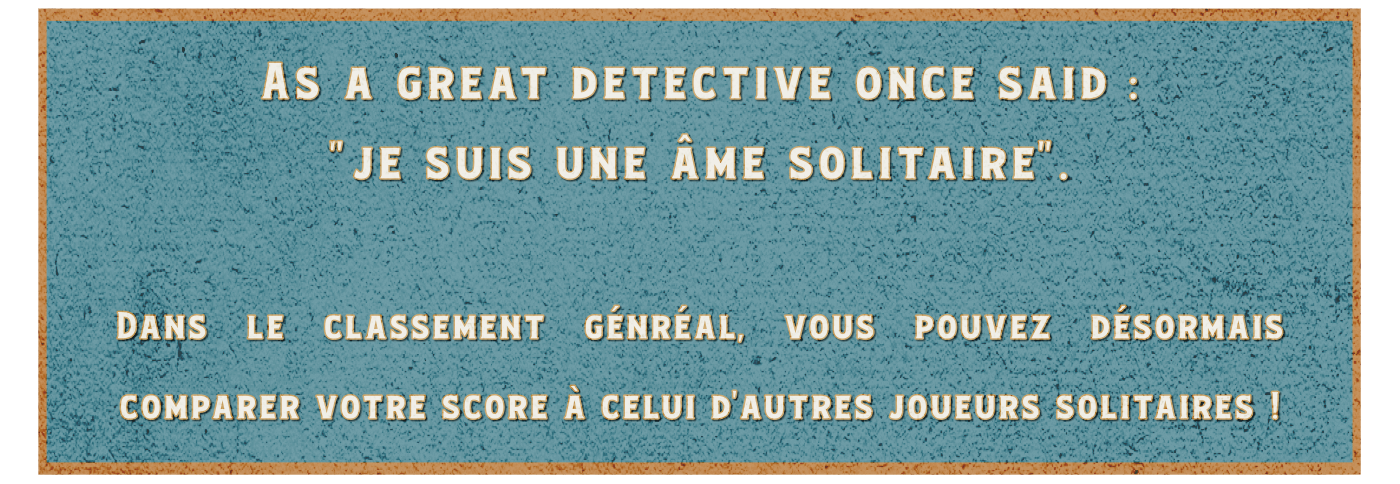 As a great detective once said :
"Je suis une âme solitaire".
Dans le classement génréal, vous pouvez désormais
comparer votre score à celui d'autres joueurs solitaires !